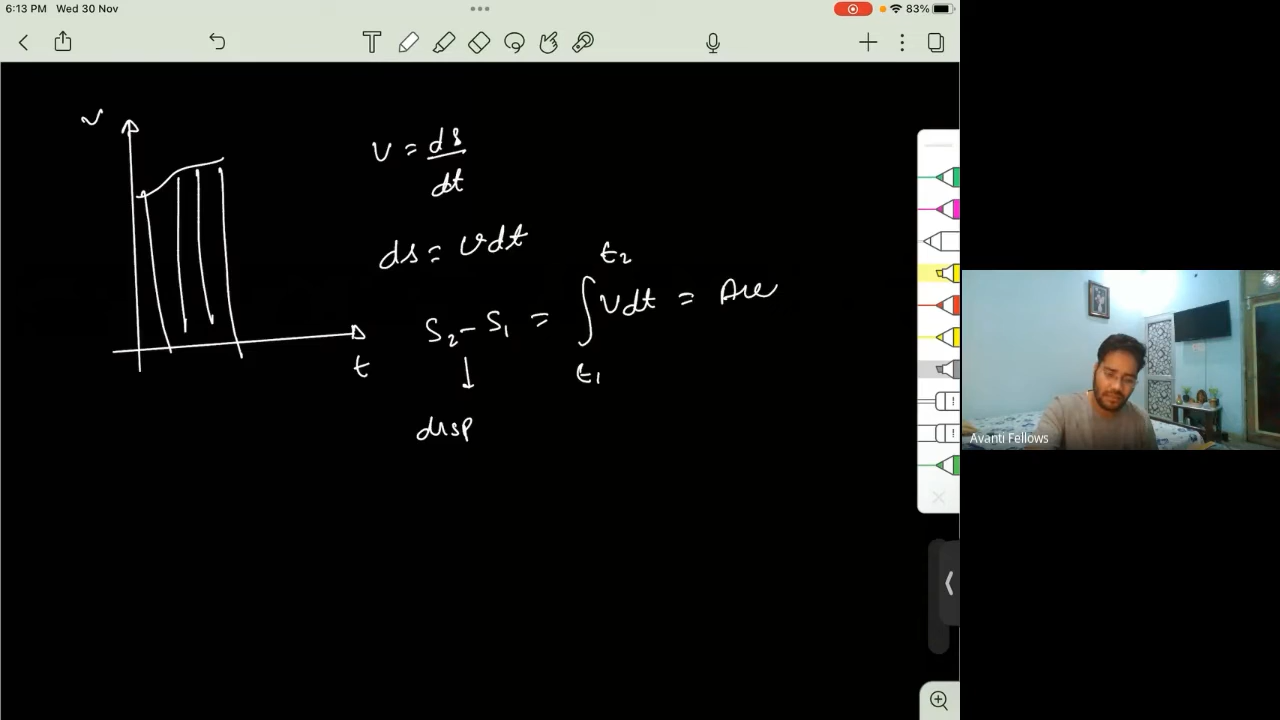 6:13 PM Wed 30 Nov
83%
T
v
V = ds/dt
ds = vdt
t2
S2 - S1 = ∫ Vdt = Are
t1
t
disp
Avanti Fellows